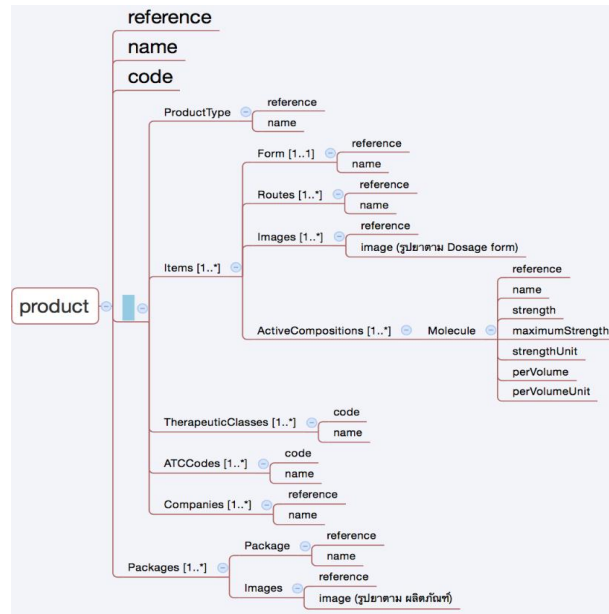 reference
name
code
ProductType
reference
name
Form [1..1]
reference
name
Routes [1..*]
reference
name
Images [1..*]
reference
image (รูปยาตาม Dosage form)
Items [1..*]
product
ActiveCompositions [1..*]
Molecule
reference
name
strength
maximumStrength
strengthUnit
perVolume
perVolumeUnit
TherapeuticClasses [1..*]
code
name
ATCCodes [1..*]
code
name
Companies [1..*]
reference
name
Packages [1..*]
Package
reference
name
Images
reference
image (รูปยาตาม ผลิตภัณฑ์)